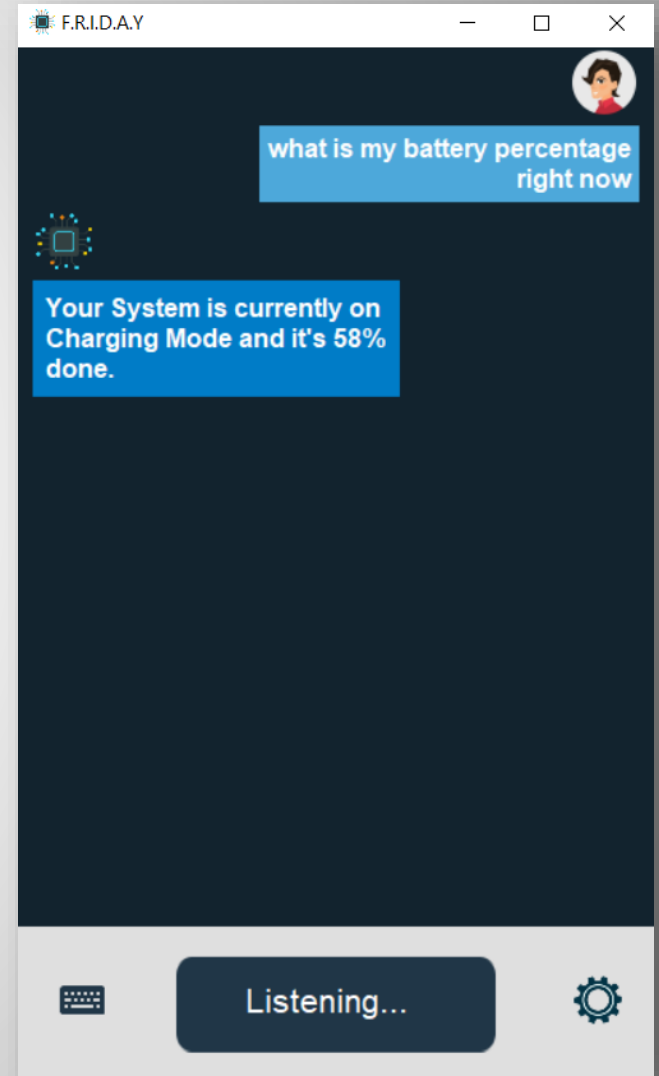 F.R.I.D.A.Y
what is my battery percentage
right now
Your System is currently on
Charging Mode and it's 58%
done.
Listening...